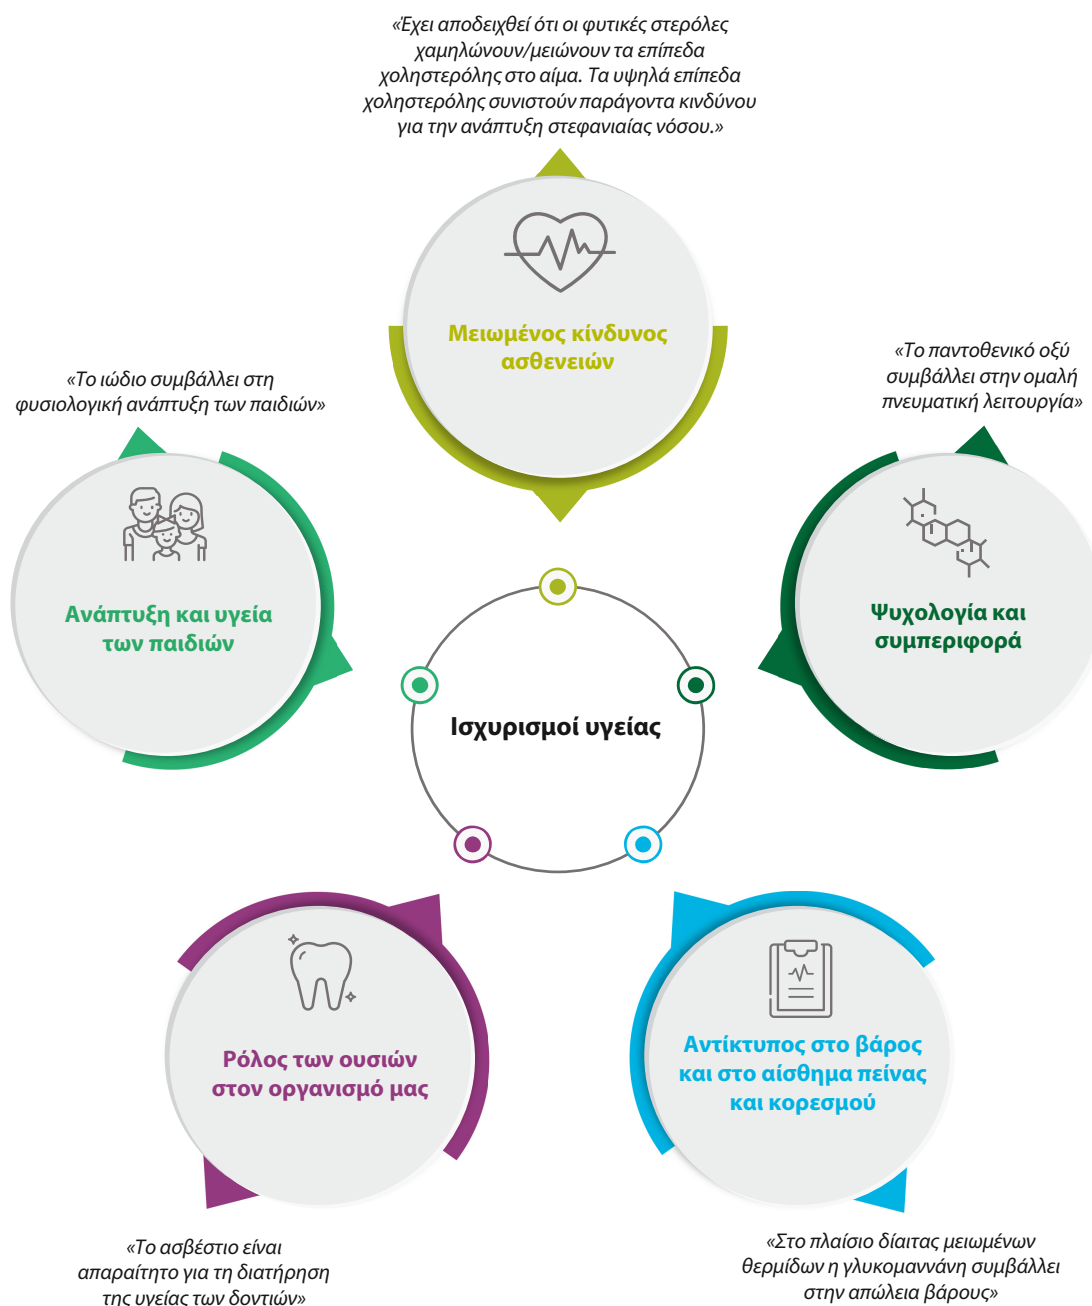 «Έχει αποδειχθεί ότι οι φυτικές στερόλες
χαμηλώνουν/μειώνουν τα επίπεδα
χοληστερόλης στο αίμα. Τα υψηλά επίπεδα
χοληστερόλης συνιστούν παράγοντα κινδύνου
για την ανάπτυξη στεφανιαίας νόσου.»
Μειωμένος κίνδυνος
ασθενειών
«Το ιώδιο συμβάλλει στη
φυσιολογική ανάπτυξη των παιδιών»
Ανάπτυξη και υγεία
των παιδιών
«Το παντοθενικό οξύ
συμβάλλει στην ομαλή
πνευματική λειτουργία»
Ψυχολογία και
συμπεριφορά
Ισχυρισμοί υγείας
Ρόλος των ουσιών
στον οργανισμό μας
«Το ασβέστιο είναι
απαραίτητο για τη διατήρηση
της υγείας των δοντιών»
Αντίκτυπος στο βάρος
και στο αίσθημα πείνας
και κορεσμού
«Στο πλαίσιο δίαιτας μειωμένων
θερμίδων η γλυκομαννάνη συμβάλλει
στην απώλεια βάρους»